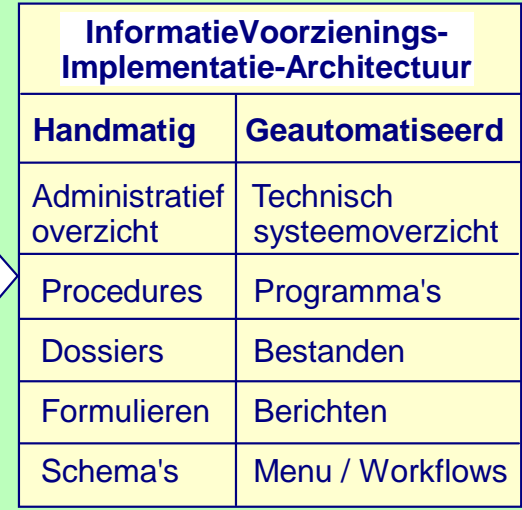 InformatieVoorzienings-
Implementatie-Architectuur
Handmatig Geautomatiseerd
Administratief Technisch
overzicht systeemoverzicht
Procedures Programma's
Dossiers Bestanden
Formulieren Berichten
Schema's Menu / Workflows